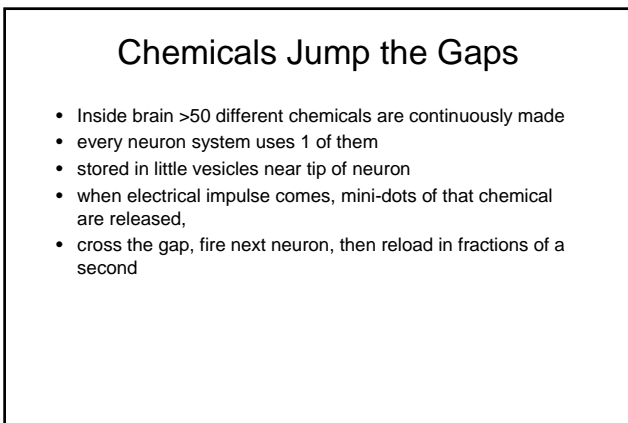 Chemicals Jump the Gaps
• Inside brain >50 different chemicals are continuously made
• every neuron system uses 1 of them
• stored in little vesicles near tip of neuron
• when electrical impulse comes, mini-dots of that chemical
are released,
• cross the gap, fire next neuron, then reload in fractions of a
second